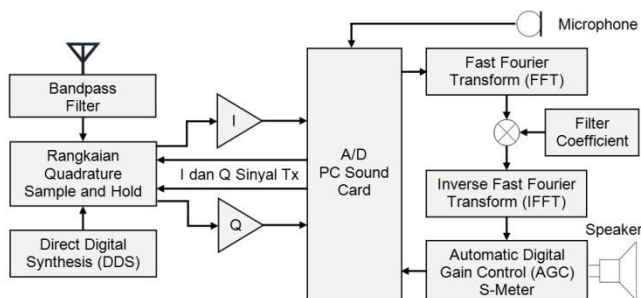 Microphone
Bandpass
Filter
Rangkaian
Quadrature
Sample and Hold
Direct Digital
Synthesis (DDS)
I
I dan Q Sinyal Tx
Q
A/D
PC Sound
Card
Fast Fourier
Transform (FFT)
Filter
Coefficient
Inverse Fast Fourier
Transform (IFFT)
Speaker
Automatic Digital
Gain Control (AGC)
S-Meter